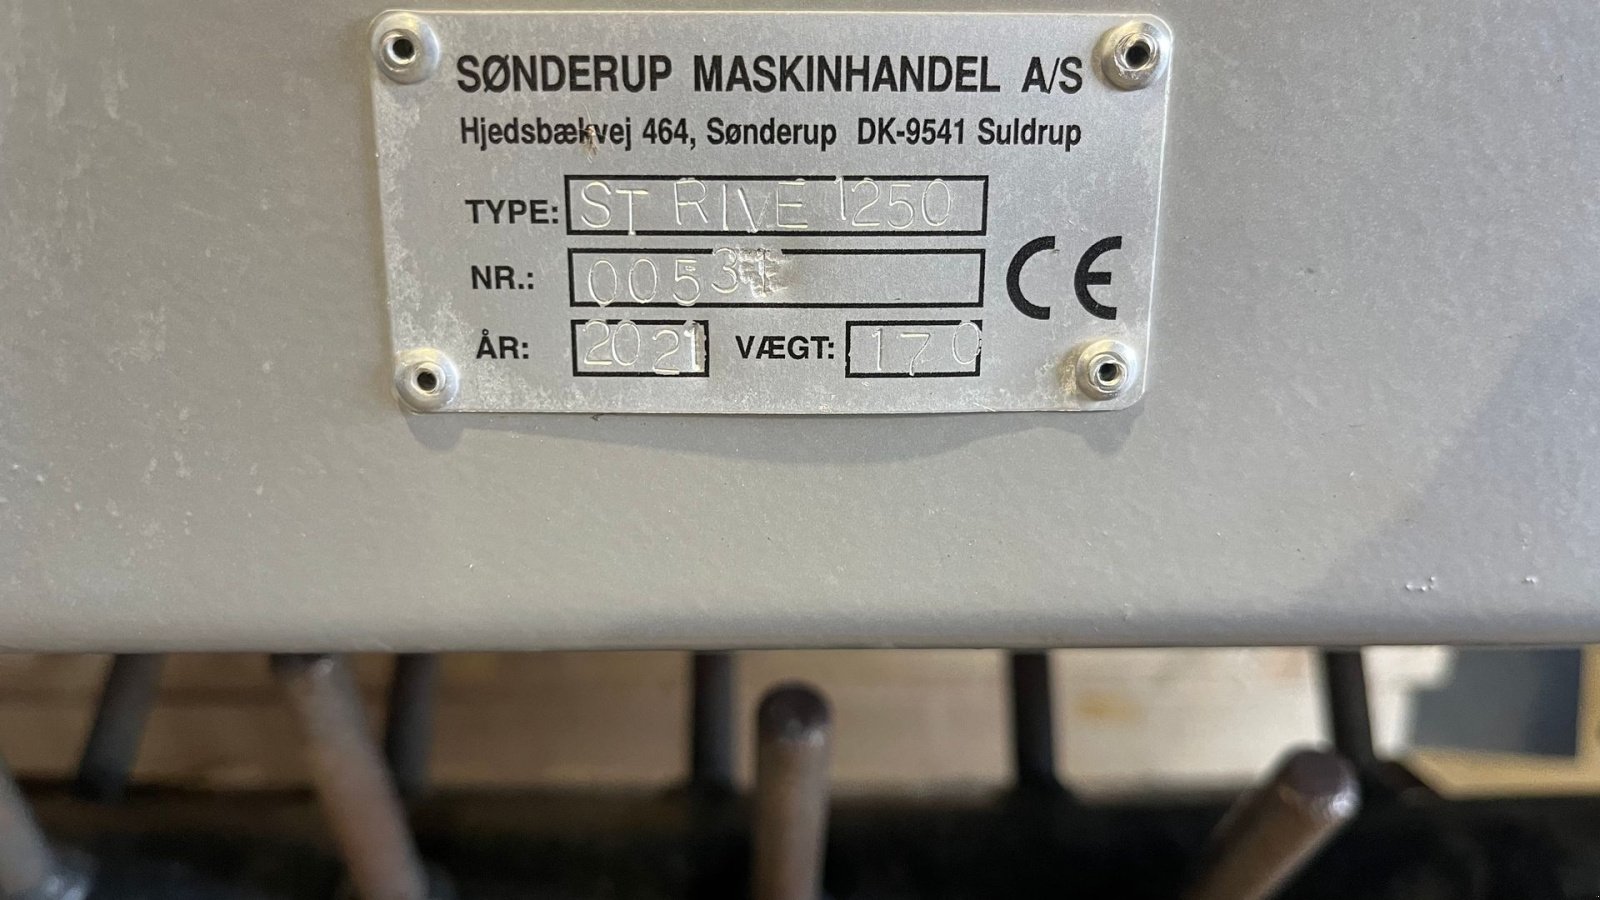 SØNDERUP MASKINHANDEL A/S
Hjedsbækvej 464, Sønderup DK-9541 Suldrup
TYPE: ST RIVE 1250
NR.:
ÅR: 2021 VÆGT: 170
CE